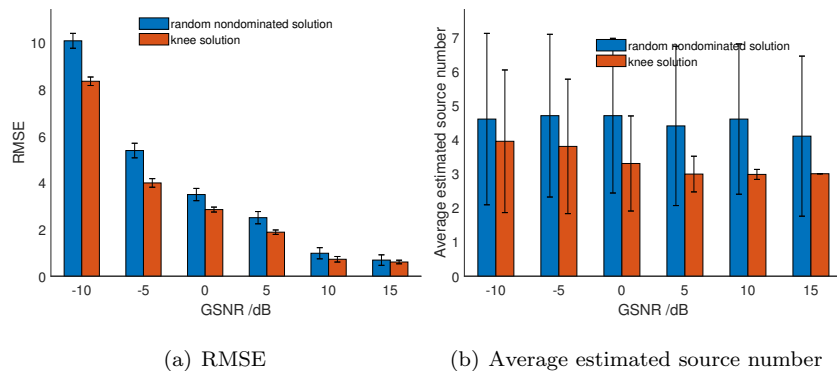 random nondominated solution
knee solution
RMSE
10
8
6
4
2
0
-10 -5 0 5 10 15
GSNR /dB
(a) RMSE
random nondominated solution
knee solution
Average estimated source number
7
6
5
4
3
2
1
0
-10 -5 0 5 10 15
GSNR /dB
(b) Average estimated source number